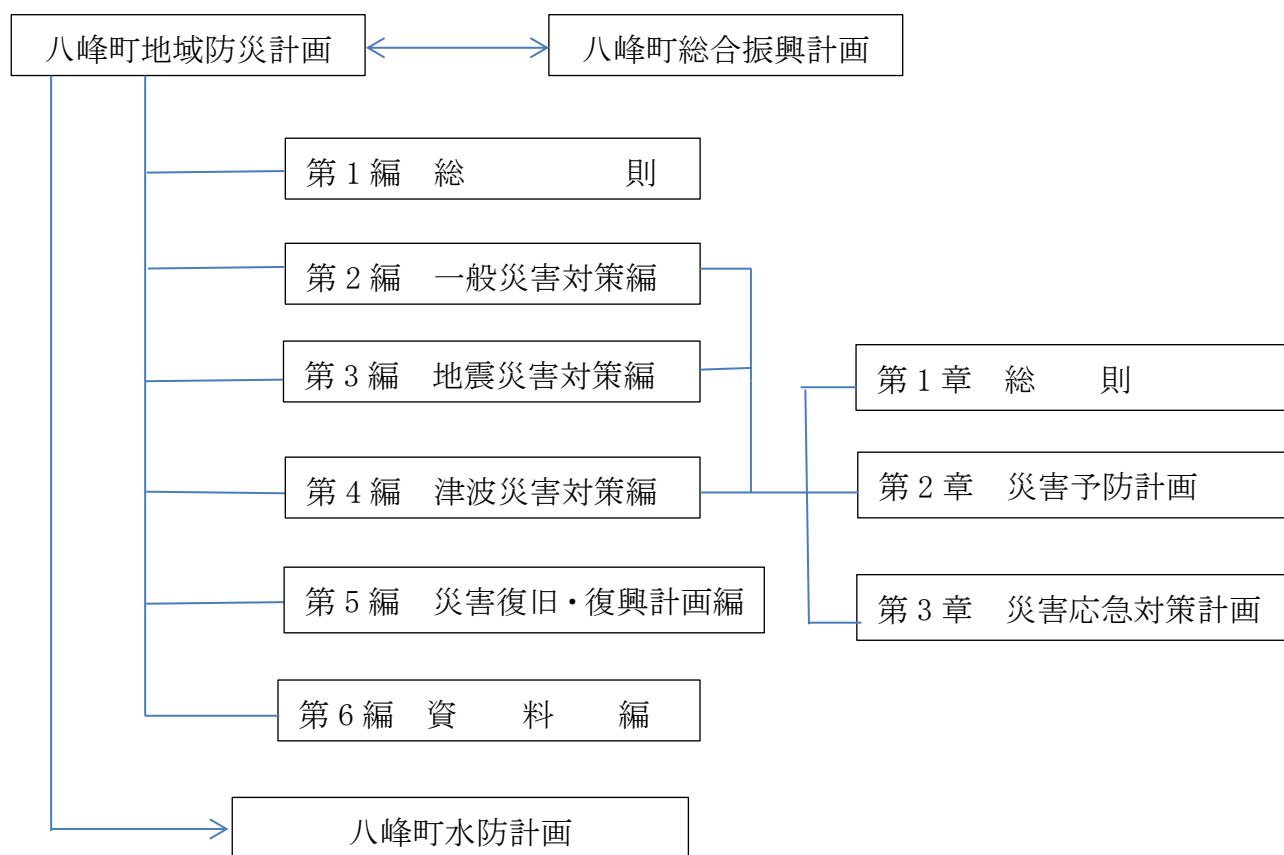 八峰町地域防災計画
八峰町総合振興計画
第1編　総　　　　則
第2編　一般災害対策編
第3編　地震災害対策編
第1章　総　　則
第4編　津波災害対策編
第2章　災害予防計画
第5編　災害復旧・復興計画編
第3章　災害応急対策計画
第6編　資　　料　　編
八峰町水防計画